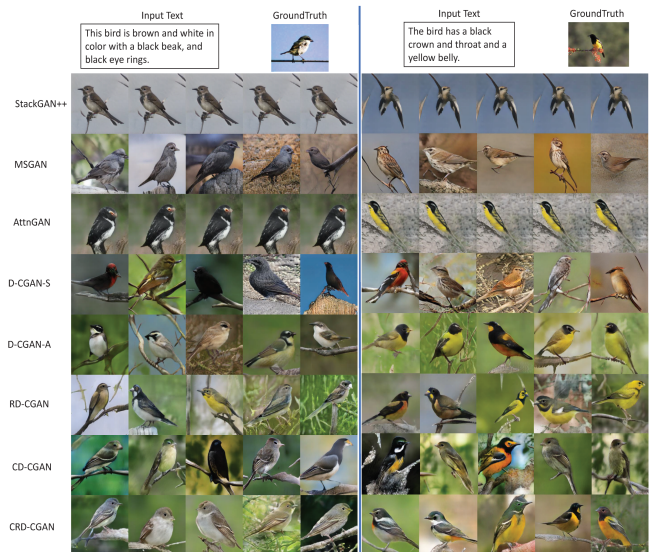 Input Text
GroundTruth
This bird is brown and white in
color with a black beak, and
black eye rings.
Input Text
GroundTruth
The bird has a black
crown and throat and a
yellow belly.
StackGAN++
MSGAN
AttnGAN
D-CGAN-S
D-CGAN-A
RD-CGAN
CD-CGAN
CRD-CGAN